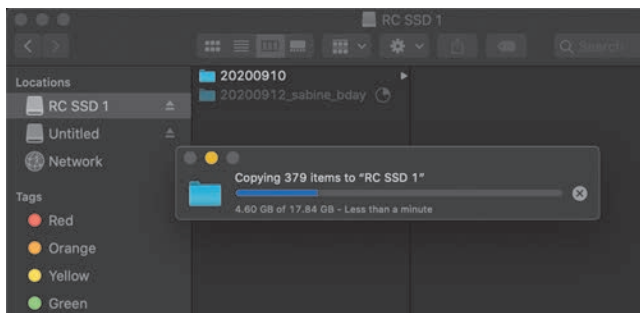 RC SSD 1
Search
Locations
RC SSD 1
Untitled
Network
Tags
Red
Orange
Yellow
Green
20200910
20200912_sabine_bday
Copying 379 items to “RC SSD 1”
4.60 GB of 17.84 GB - Less than a minute